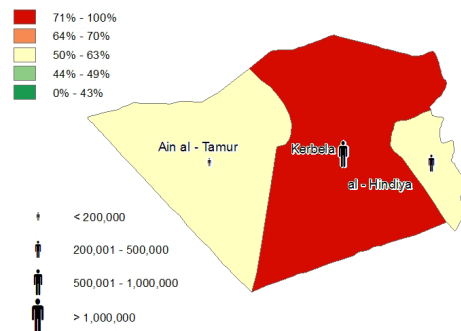 71% - 100%
64% - 70%
50% - 63%
44% - 49%
0% - 43%
Ain al - Tamur
Kerbela
al - Hindiya
< 200,000
200,001 - 500,000
500,001 - 1,000,000
> 1,000,000